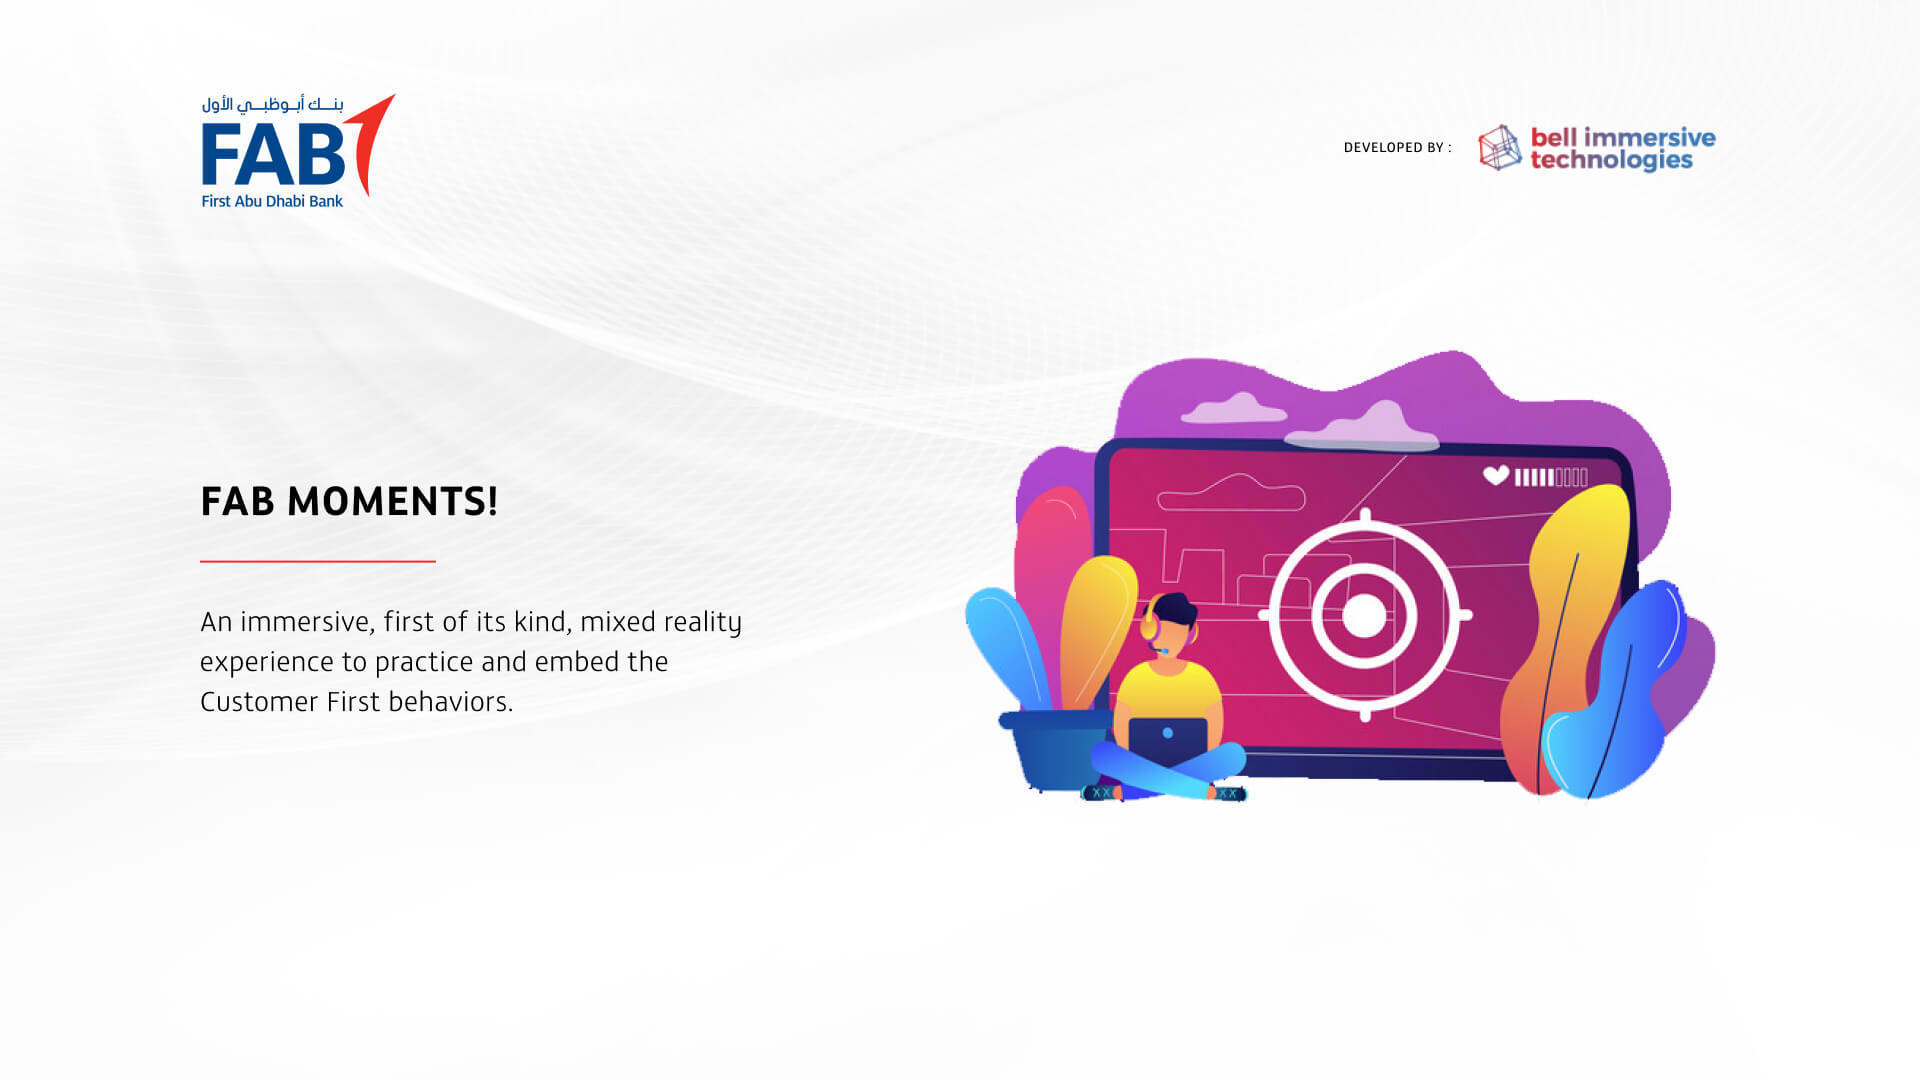 بنك أبوظبي الأول
FAB
First Abu Dhabi Bank
DEVELOPED BY :
bell immersive
technologies
FAB MOMENTS!
An immersive, first of its kind, mixed reality
experience to practice and embed the
Customer First behaviors.